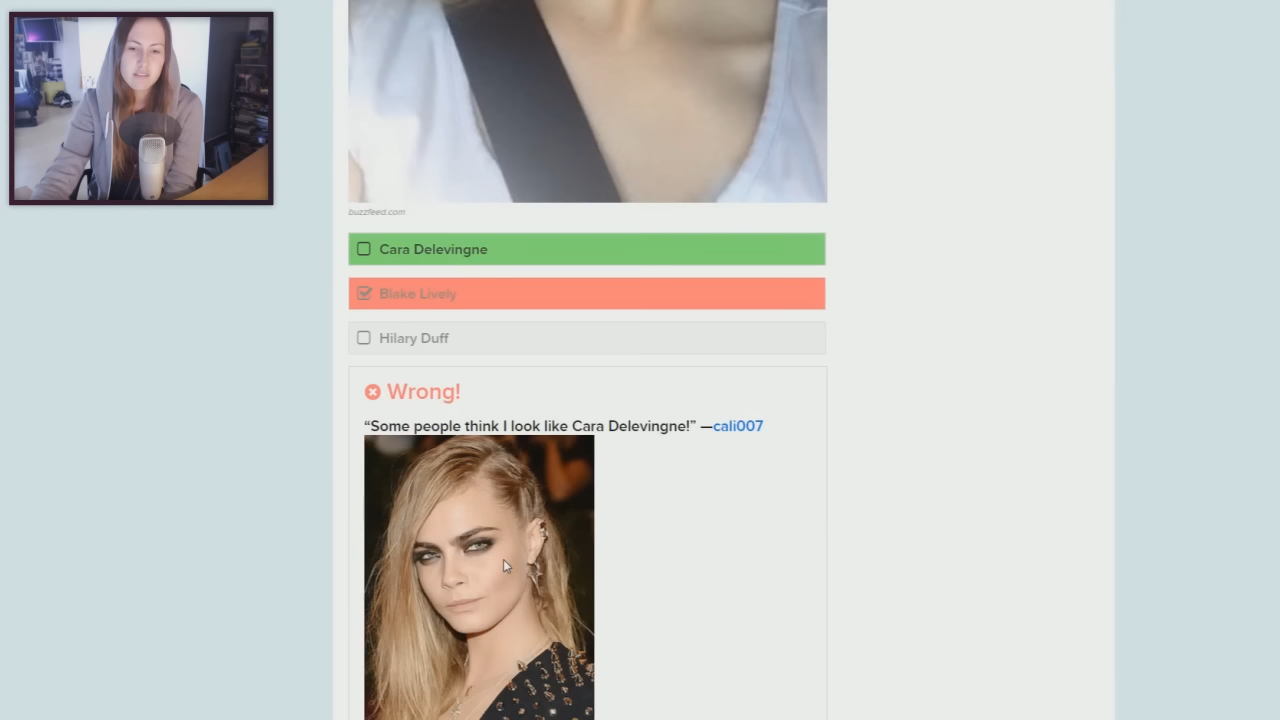 buzzfeed.com
Cara Delevingne
Blake Lively
Hilary Duff
Wrong!
“Some people think I look like Cara Delevingne!” —cali007